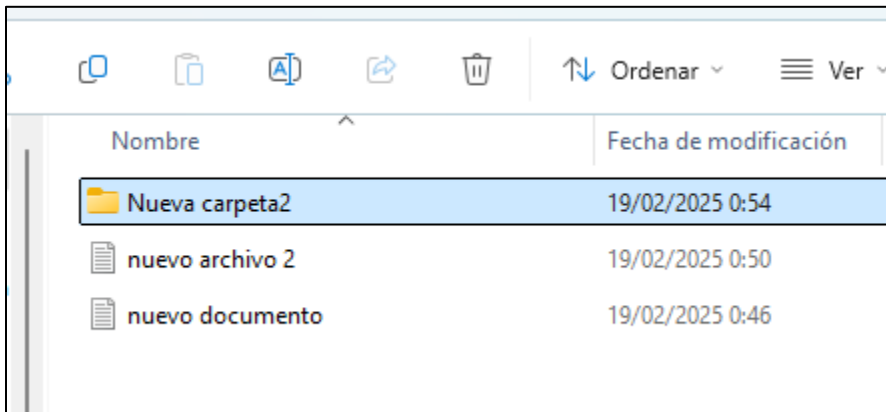 Ordenar Ver
Nombre Fecha de modificación
Nueva carpeta2 19/02/2025 0:54
nuevo archivo 2 19/02/2025 0:50
nuevo documento 19/02/2025 0:46